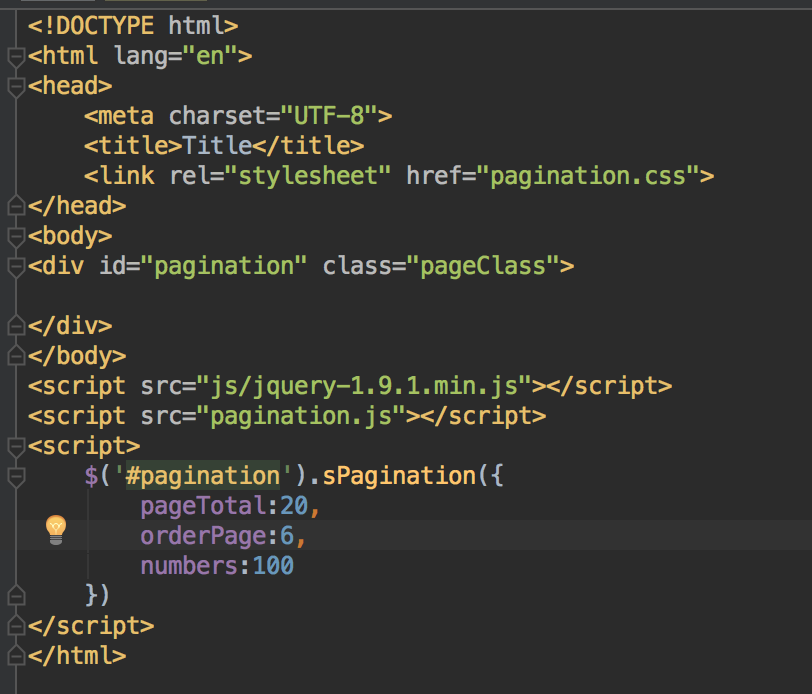 <!DOCTYPE html>
<html lang="en">
<head>
    <meta charset="UTF-8">
    <title>Title</title>
    <link rel="stylesheet" href="pagination.css">
</head>
<body>
<div id="pagination" class="pageClass">

</div>
</body>
<script src="js/jquery-1.9.1.min.js"></script>
<script src="pagination.js"></script>
<script>
    $('#pagination').sPagination({
        pageTotal:20,
        orderPage:6,
        numbers:100
    })
</script>
</html>